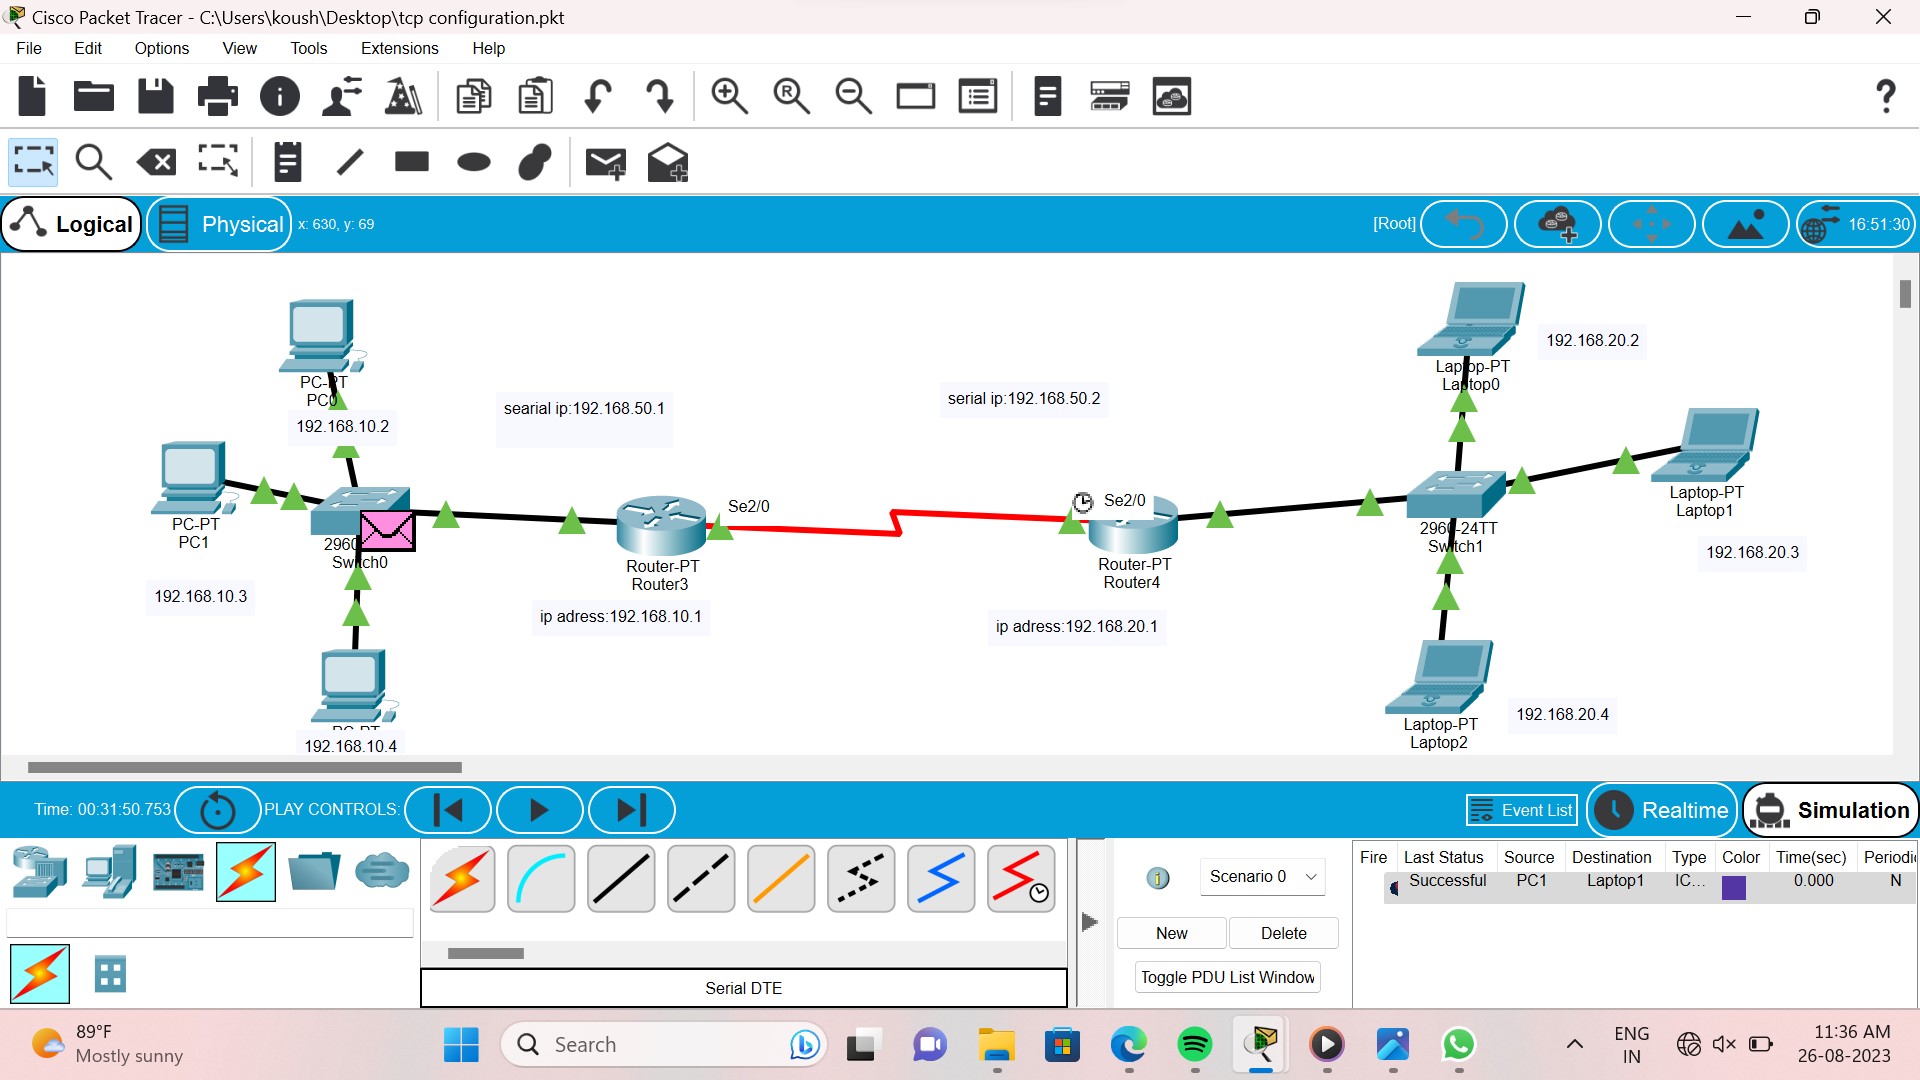 Cisco Packet Tracer - C:\Users\koush\Desktop\tcp configuration.pkt
File Edit Options View Tools Extensions Help
Logical Physical x: 630, y: 69 [Root] 16:51:30
PC-PT
PC0
192.168.10.2
PC-PT
PC1
192.168.10.3
2960
Switch0
192.168.10.4
searial ip:192.168.50.1
Se2/0
Router-PT
Router3
ip adress:192.168.10.1
serial ip:192.168.50.2
Se2/0
Router-PT
Router4
ip adress:192.168.20.1
Laptop-PT
Laptop0
192.168.20.2
Laptop-PT
Laptop1
192.168.20.3
2960-24TT
Switch1
Laptop-PT
Laptop2
192.168.20.4
Time: 00:31:50.753 PLAY CONTROLS: Event List Realtime Simulation
Scenario 0
New Delete
Toggle PDU List Window
Serial DTE
Fire Last Status Source Destination Type Color Time(sec) Periodic
Successful PC1 Laptop1 IC... 0.000 N
89°F
Mostly sunny
Search
ENG
IN
11:36 AM
26-08-2023